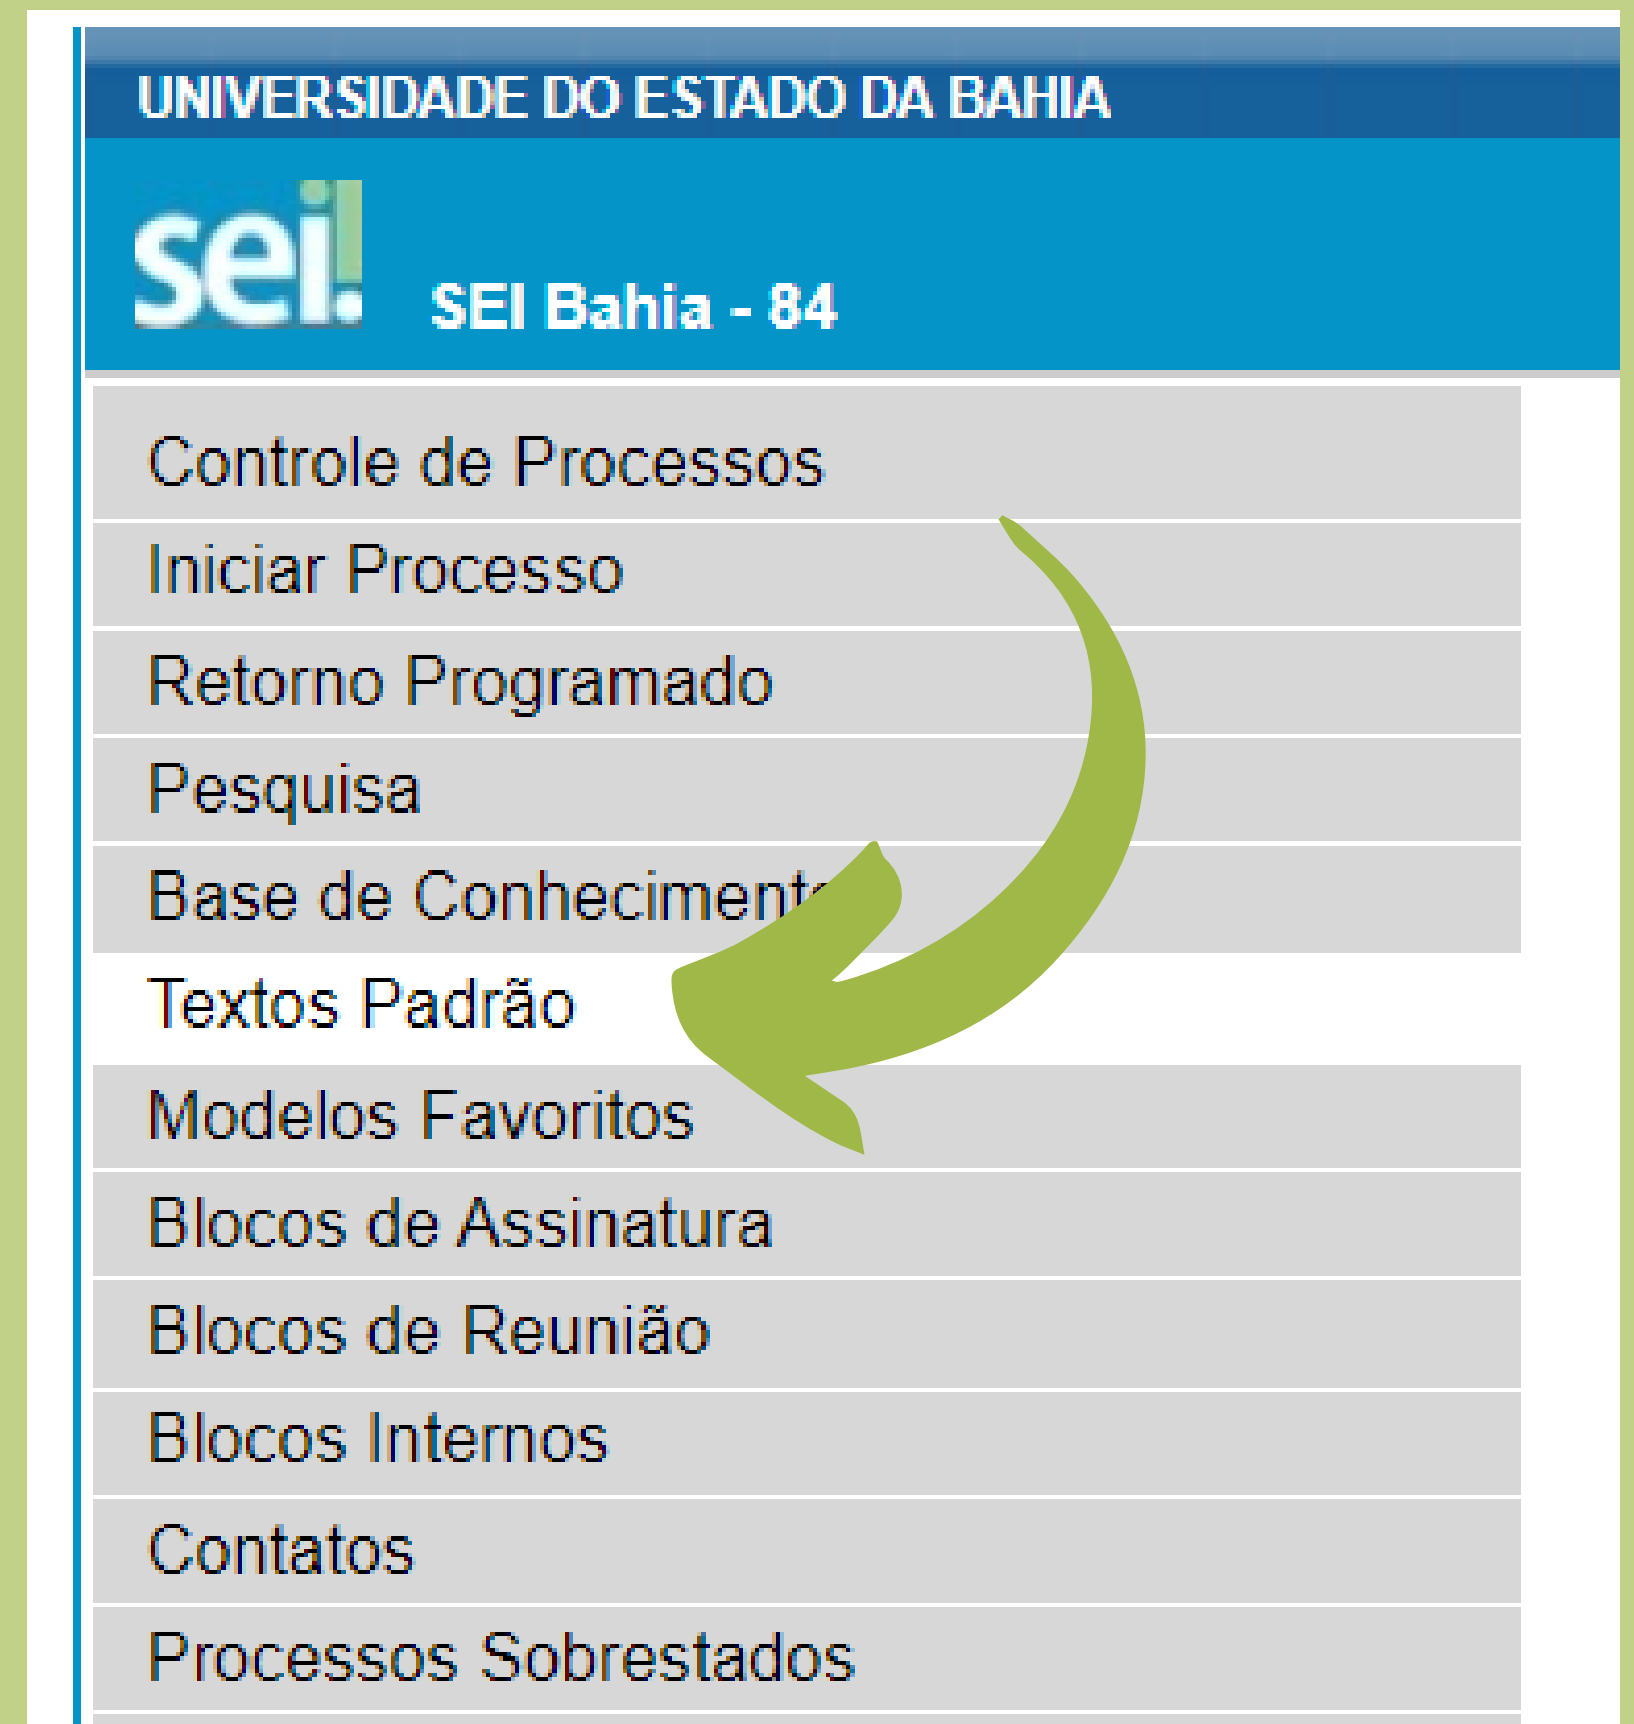 UNIVERSIDADE DO ESTADO DA BAHIA
sei!
SEI Bahia - 84
Controle de Processos
Iniciar Processo
Retorno Programado
Pesquisa
Base de Conhecimento
Textos Padrão
Modelos Favoritos
Blocos de Assinatura
Blocos de Reunião
Blocos Internos
Contatos
Processos Sobrestados